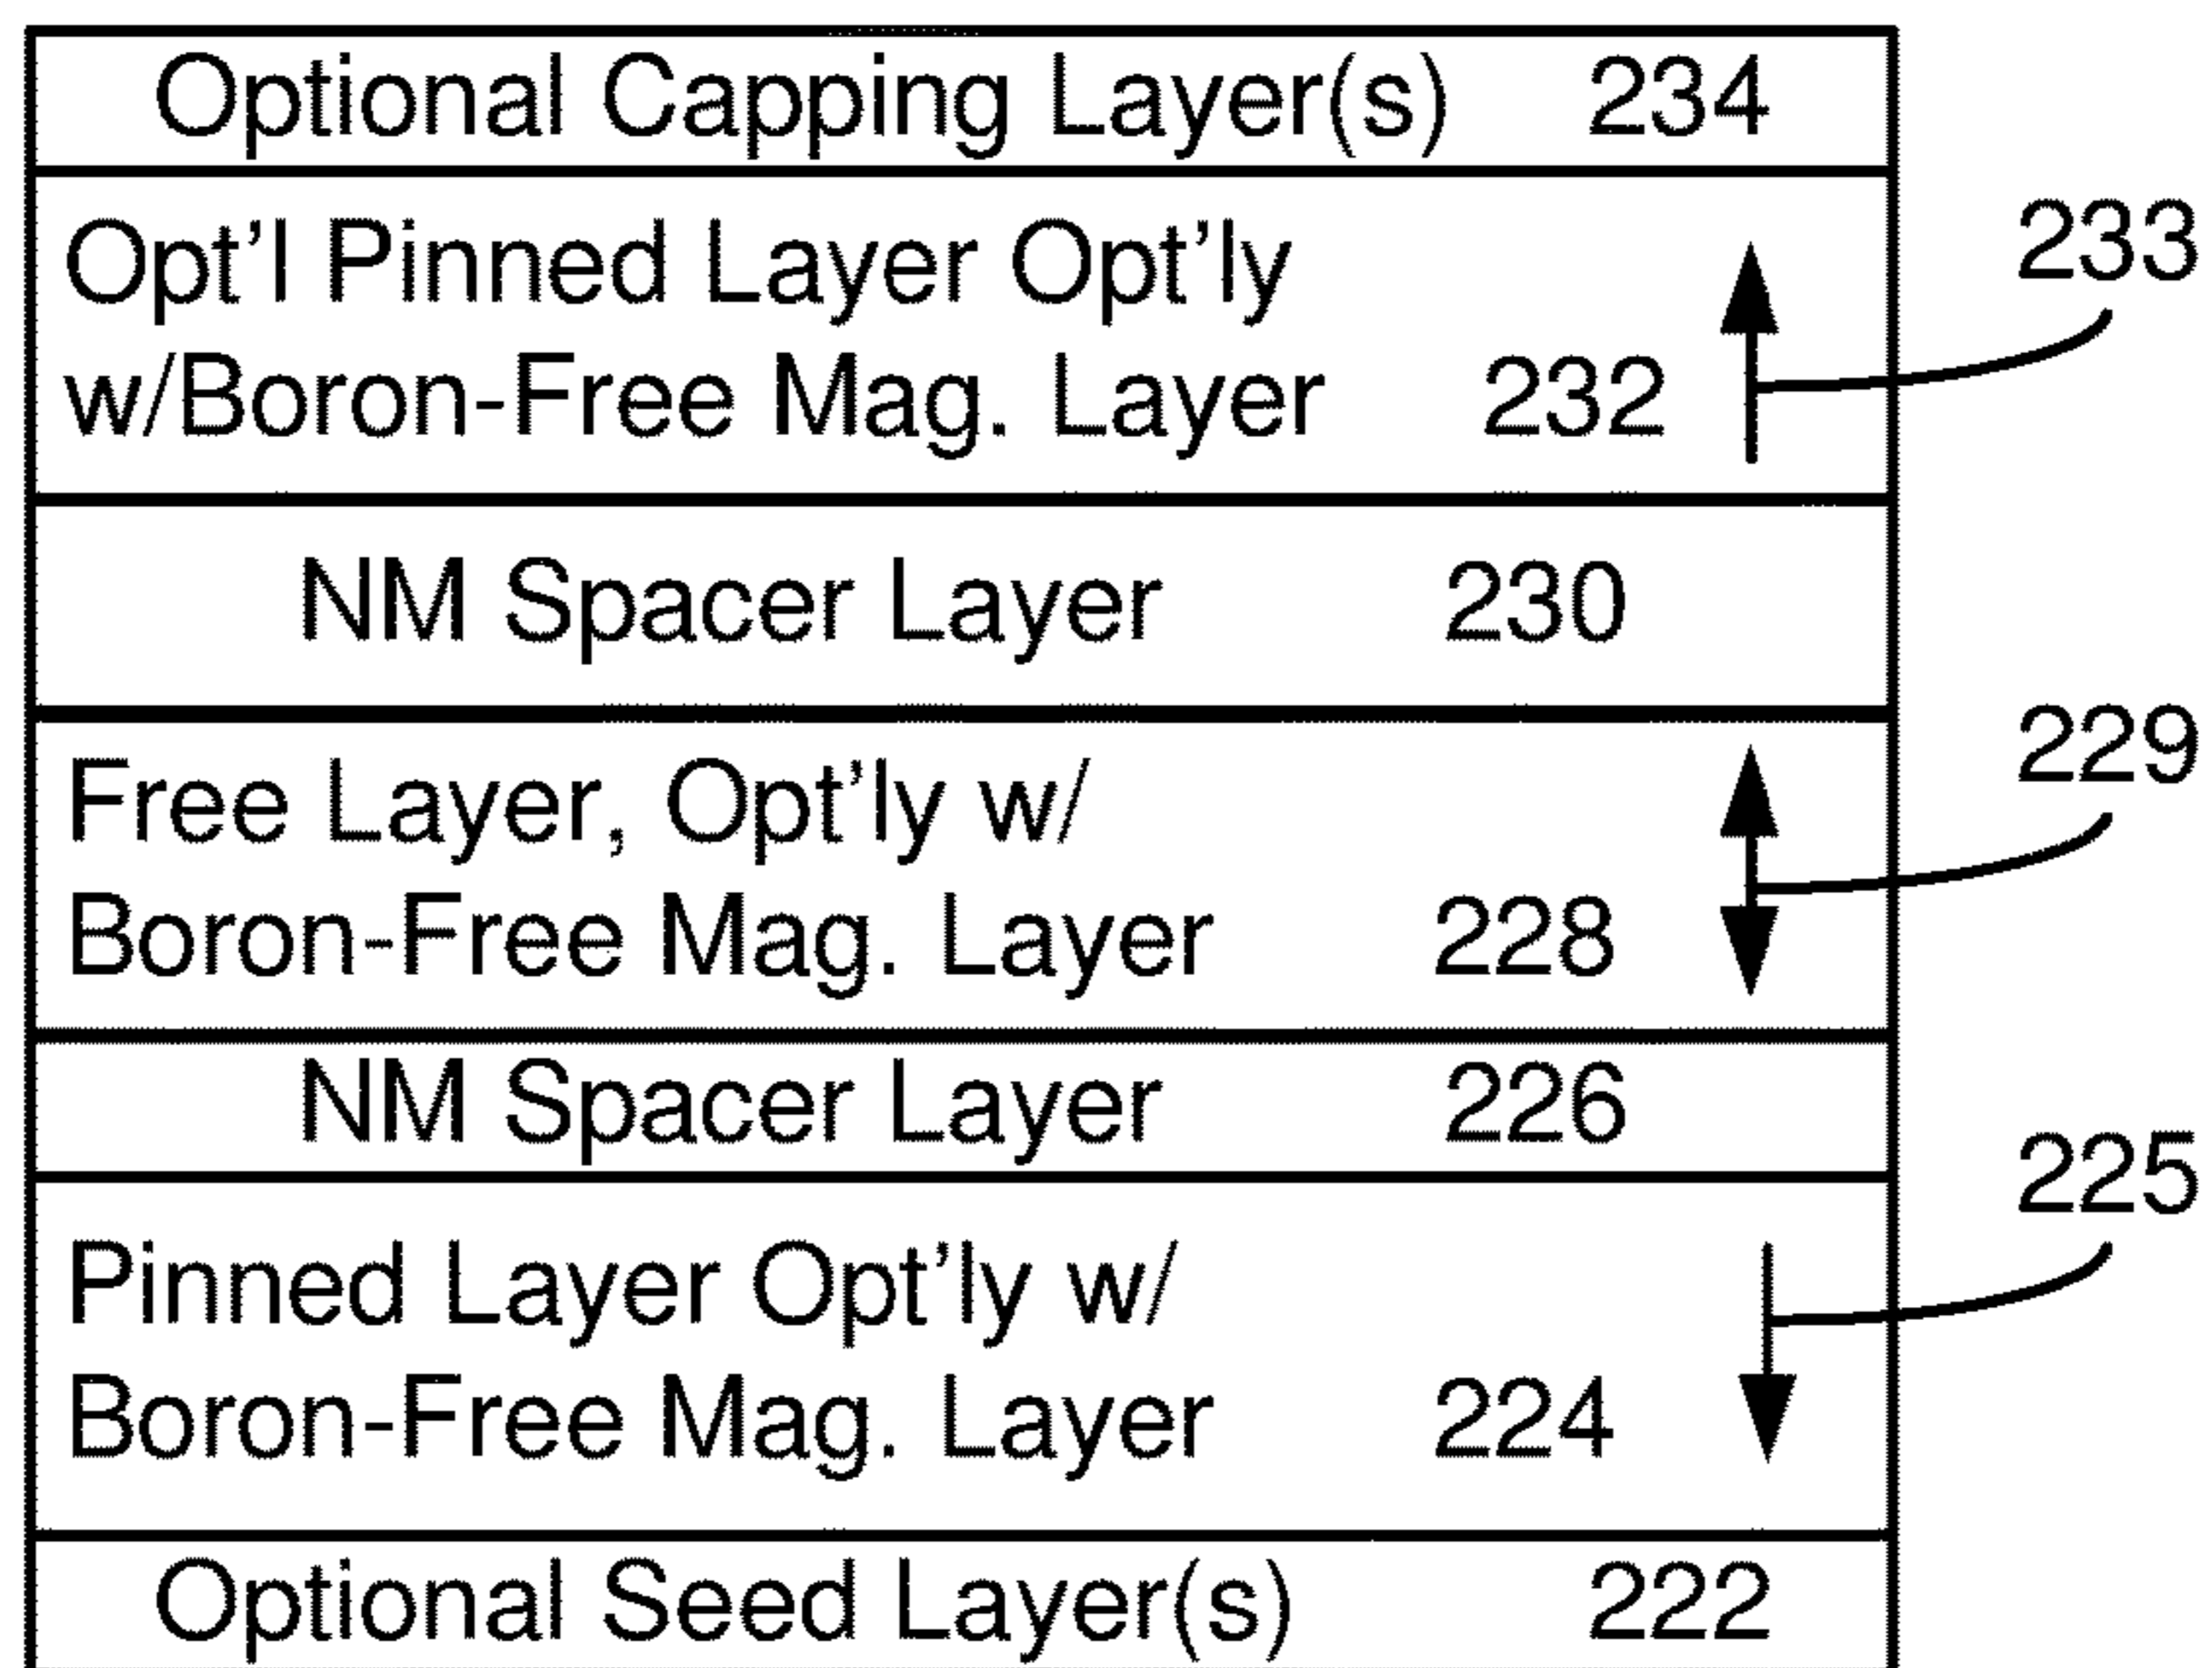 Optional Capping Layer(s) 234
Opt'l Pinned Layer Opt'ly
w/Boron-Free Mag. Layer 232
233
NM Spacer Layer 230
Free Layer, Opt'ly w/
Boron-Free Mag. Layer 228
229
NM Spacer Layer 226
Pinned Layer Opt'ly w/
Boron-Free Mag. Layer 224
225
Optional Seed Layer(s) 222